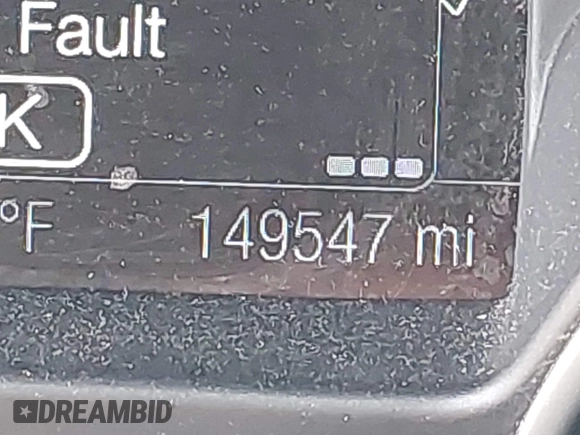 Fault
K
°F 149547 mi
DREAMBID